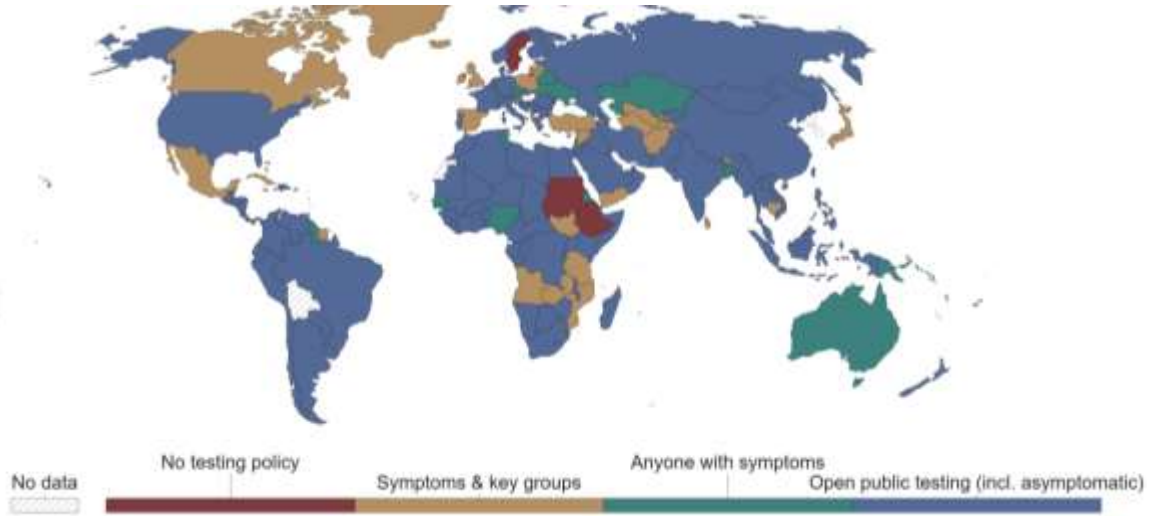 No testing policy
Anyone with symptoms
No data
Symptoms & key groups
Open public testing (incl. asymptomatic)